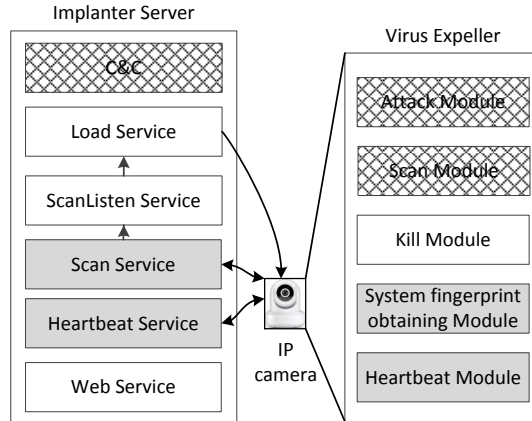 Implanter Server
C&C
Load Service
ScanListen Service
Scan Service
Heartbeat Service
Web Service
IP
camera
Virus Expeller
Attack Module
Scan Module
Kill Module
System fingerprint
obtaining Module
Heartbeat Module